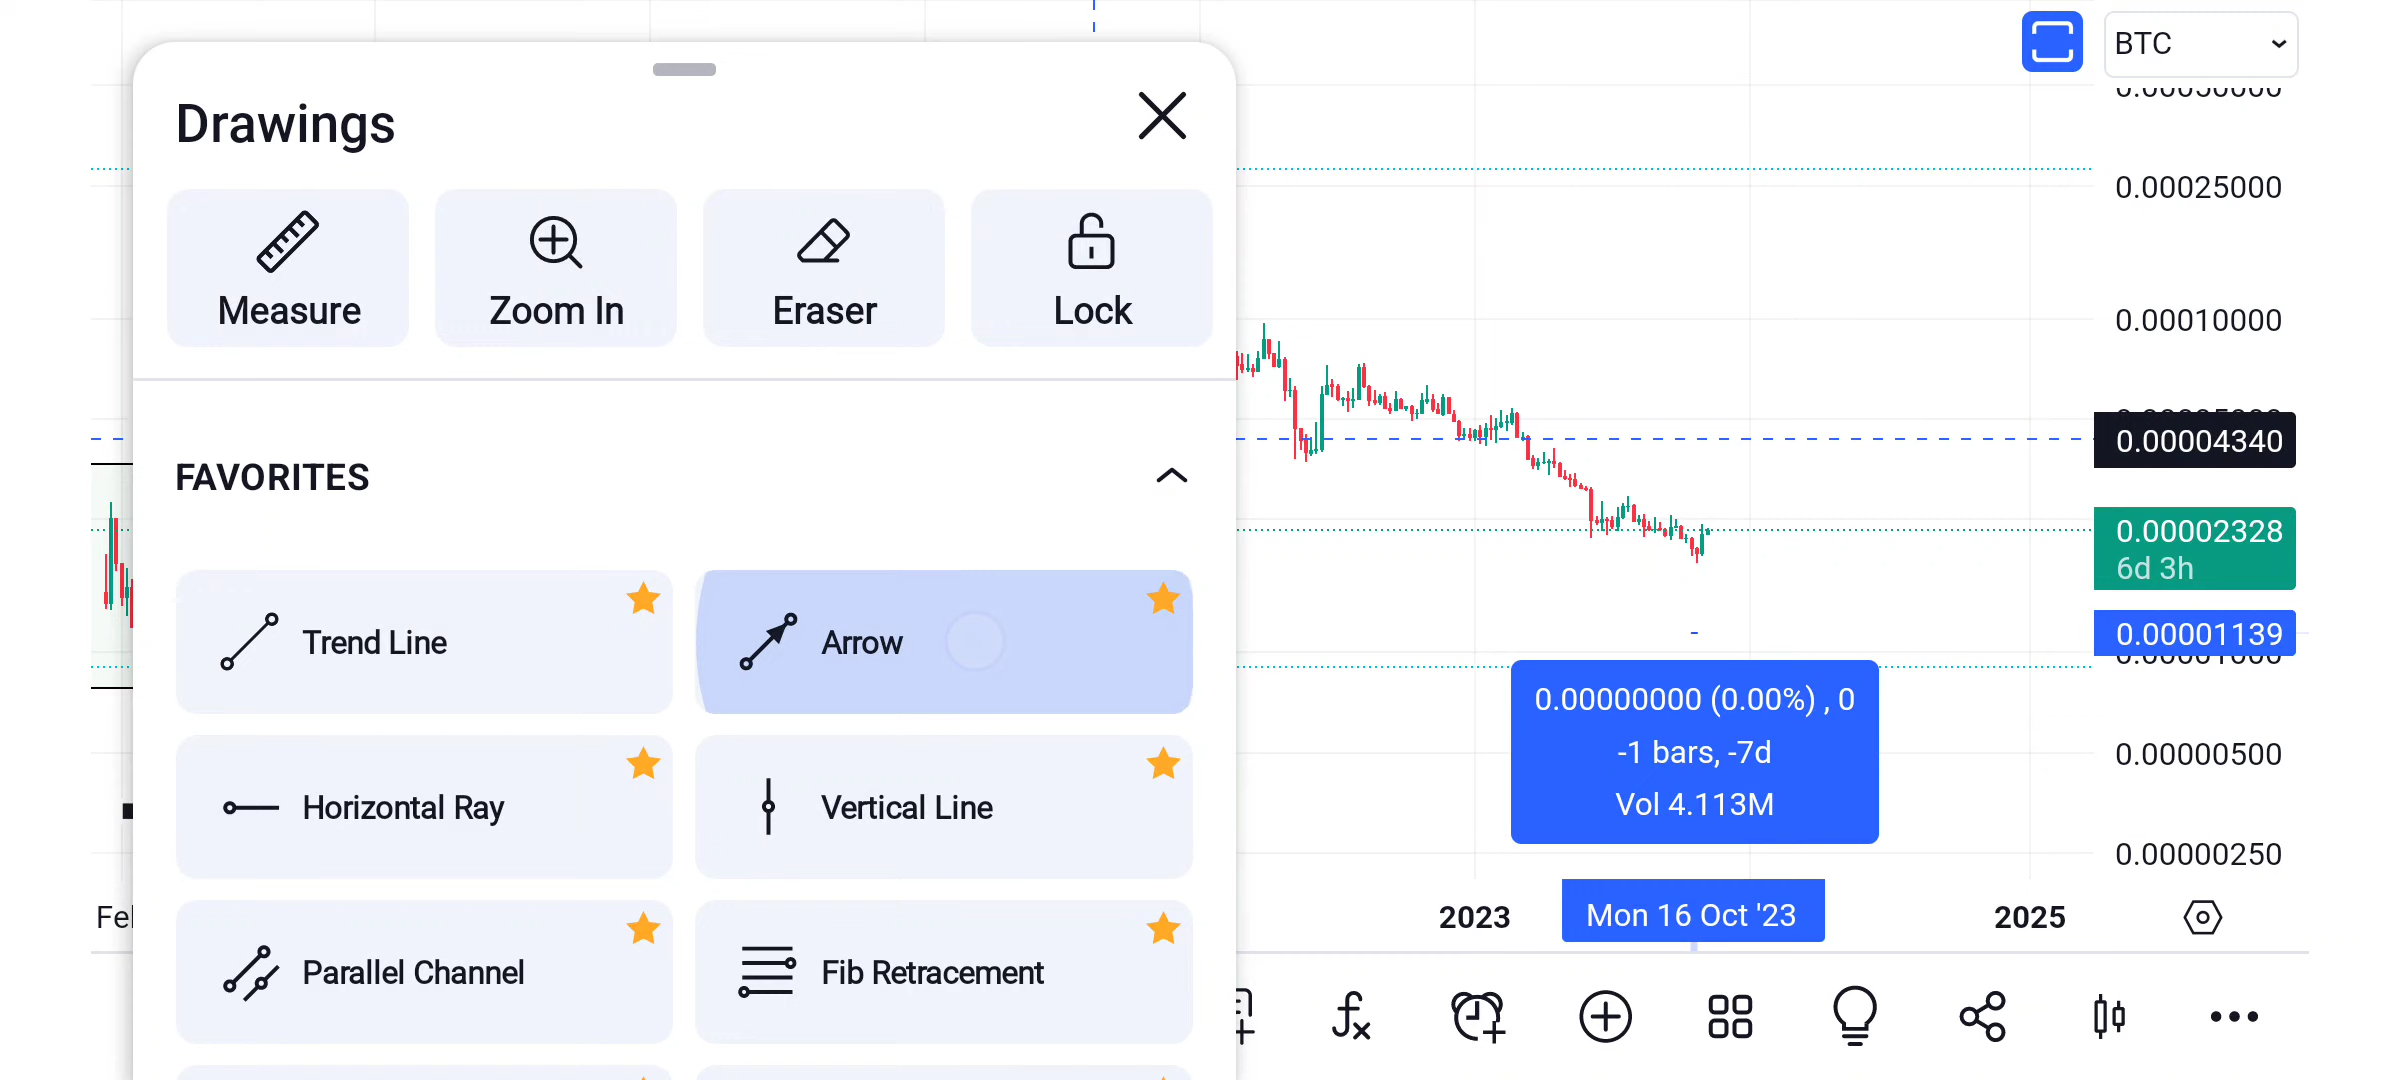 Drawings
Measure
Zoom In
Eraser
Lock
FAVORITES
Trend Line
Arrow
Horizontal Ray
Vertical Line
Parallel Channel
Fib Retracement
BTC
0.00025000
0.00010000
0.00004340
0.00002328
6d 3h
0.00001139
0.00000500
0.00000250
0.00000000 (0.00%) , 0
-1 bars, -7d
Vol 4.113M
2023
Mon 16 Oct '23
2025